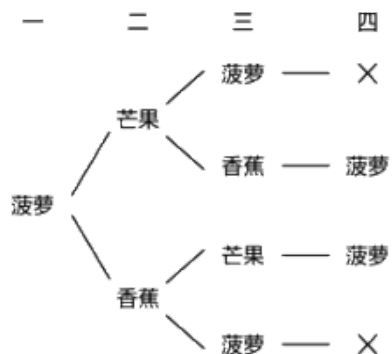 一 二 三 四
菠萝 ✕
芒果
香蕉 菠萝
菠萝
芒果 菠萝
香蕉
菠萝 ✕